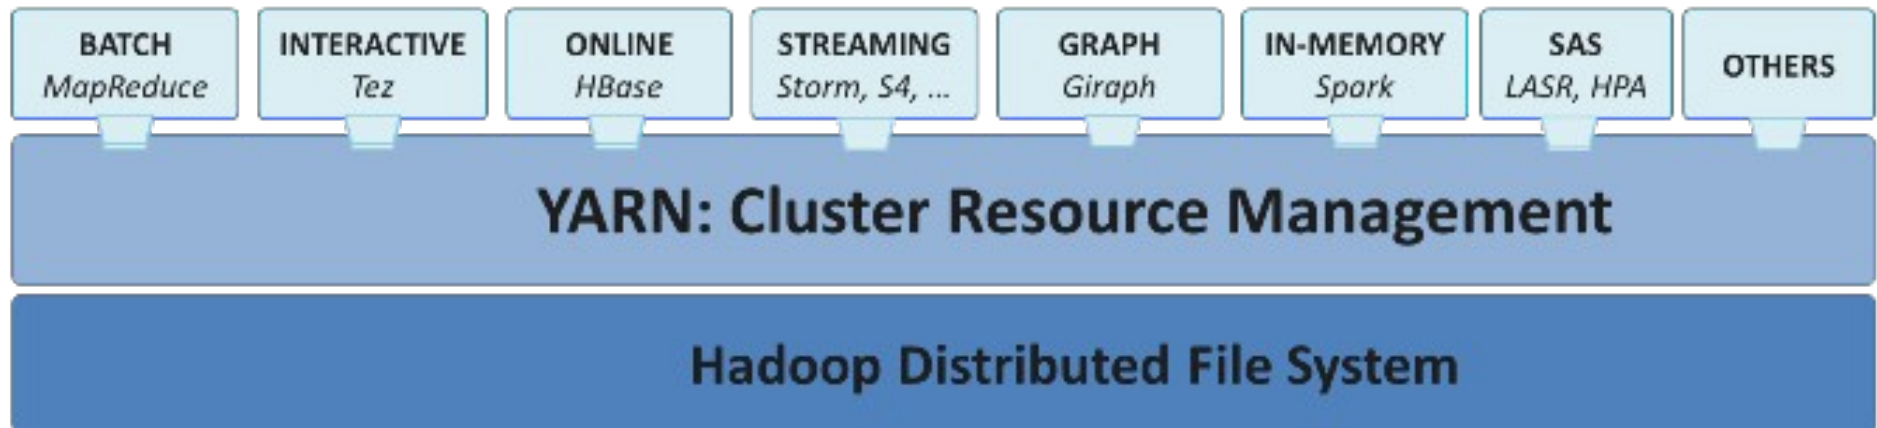 BATCH
MapReduce
INTERACTIVE
Tez
ONLINE
HBase
STREAMING
Storm, S4, ...
GRAPH
Giraph
IN-MEMORY
Spark
SAS
LASR, HPA
OTHERS
YARN: Cluster Resource Management
Hadoop Distributed File System